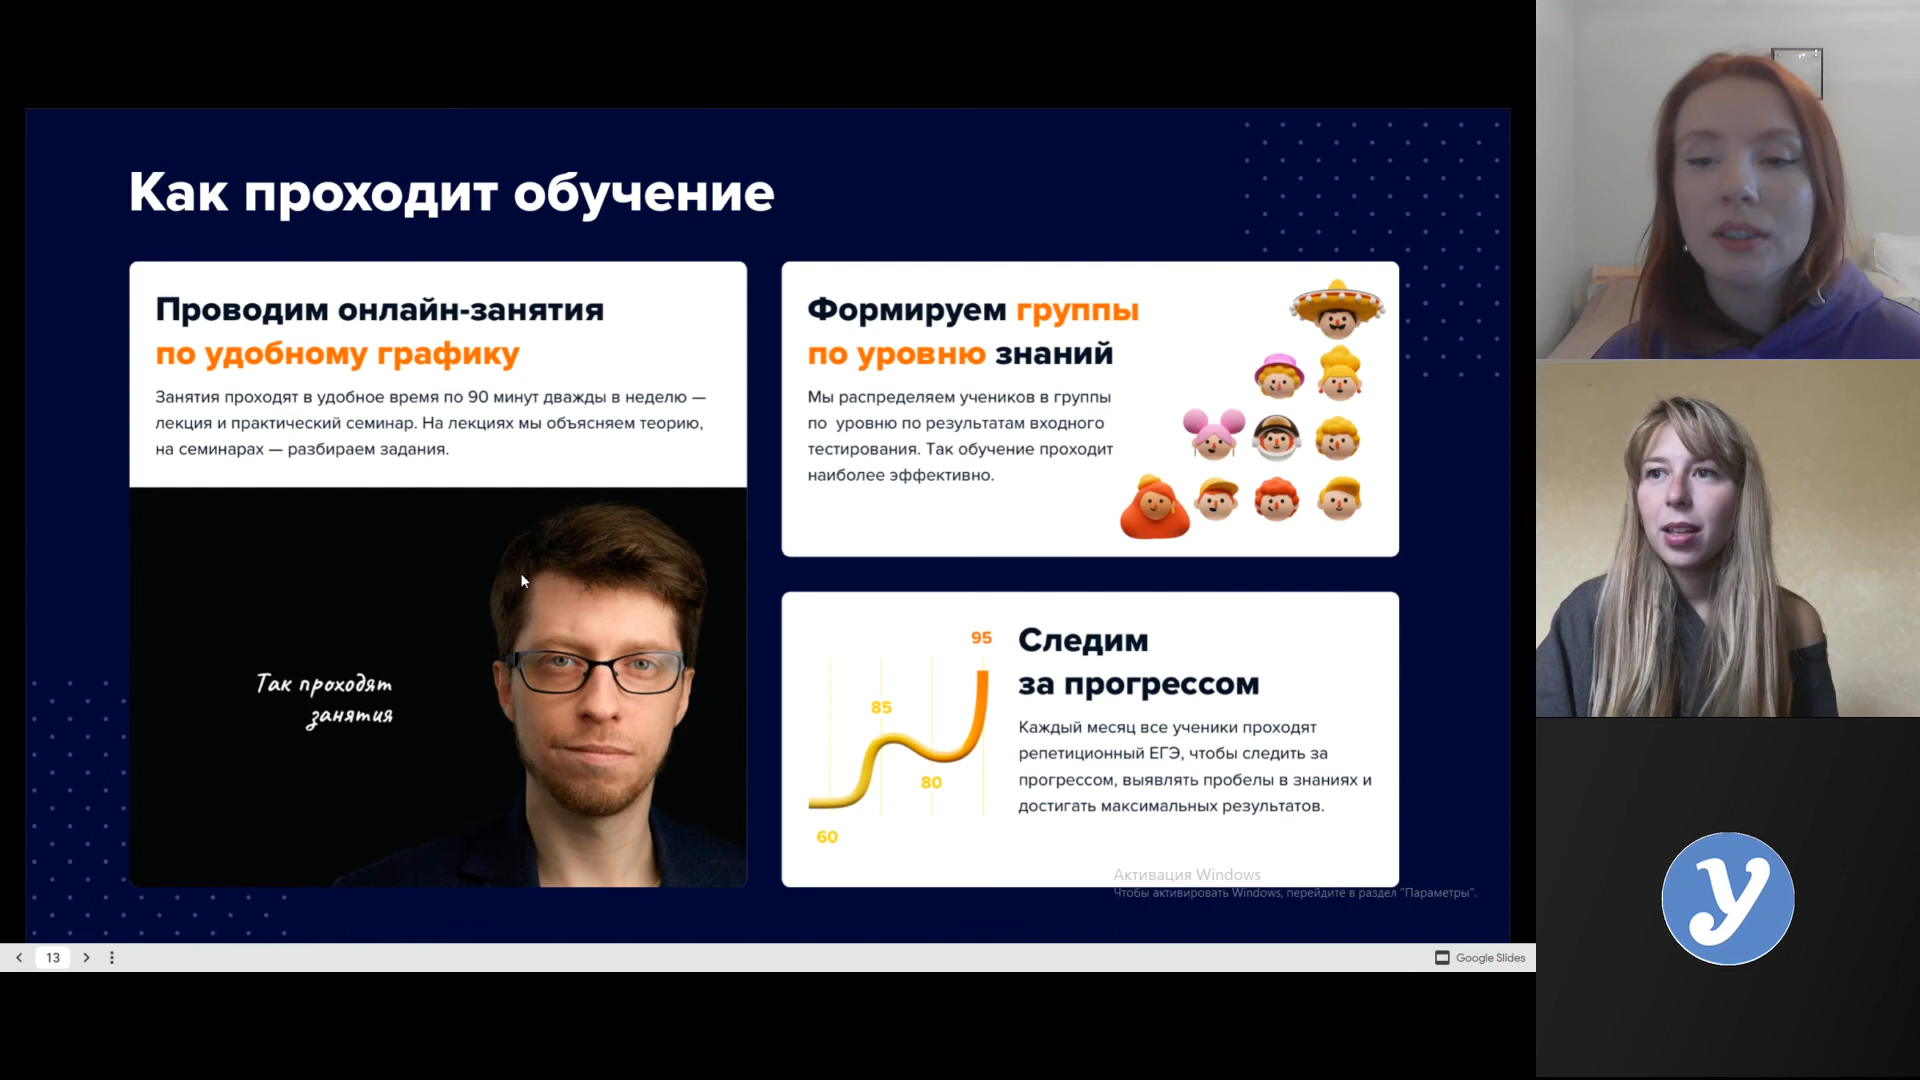 Как проходит обучение
Проводим онлайн-занятия
по удобному графику
Занятия проходят в удобное время по 90 минут дважды в неделю —
лекция и практический семинар. На лекциях мы объясняем теорию,
на семинарах — разбираем задания.
Так проходят
занятия
Формируем группы
по уровню знаний
Мы распределяем учеников в группы
по уровню по результатам входного
тестирования. Так обучение проходит
наиболее эффективно.
95
85
80
60
Следим
за прогрессом
Каждый месяц все ученики проходят
репетиционный ЕГЭ, чтобы следить за
прогрессом, выявлять пробелы в знаниях и
достигать максимальных результатов.
Активация Windows
Чтобы активировать Windows, перейдите в раздел "Параметры".
13
Google Slides
У